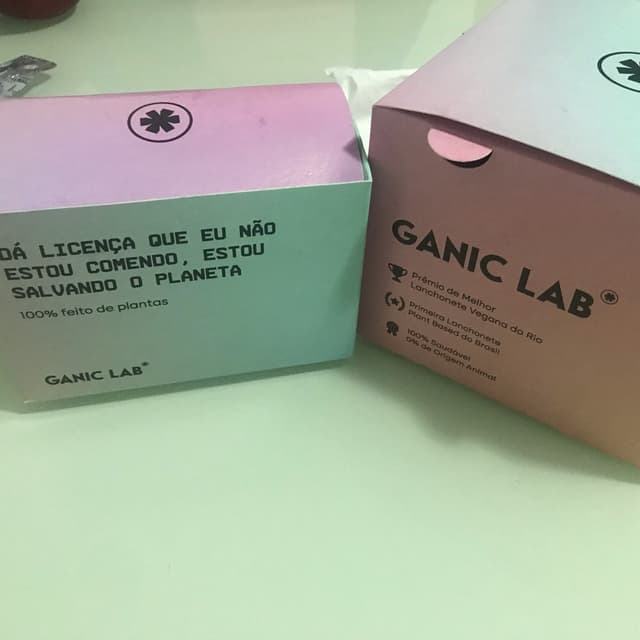 DÁ LICENÇA QUE EU NÃO
ESTOU COMENDO, ESTOU
SALVANDO O PLANETA
100% feito de plantas
GANIC LAB
GANIC LAB
Prêmio de Melhor
Lanchonete Vegana do Rio
Primeira Lanchonete
Plant Based do Brasil
100% Saudável
0% de Origem Animal